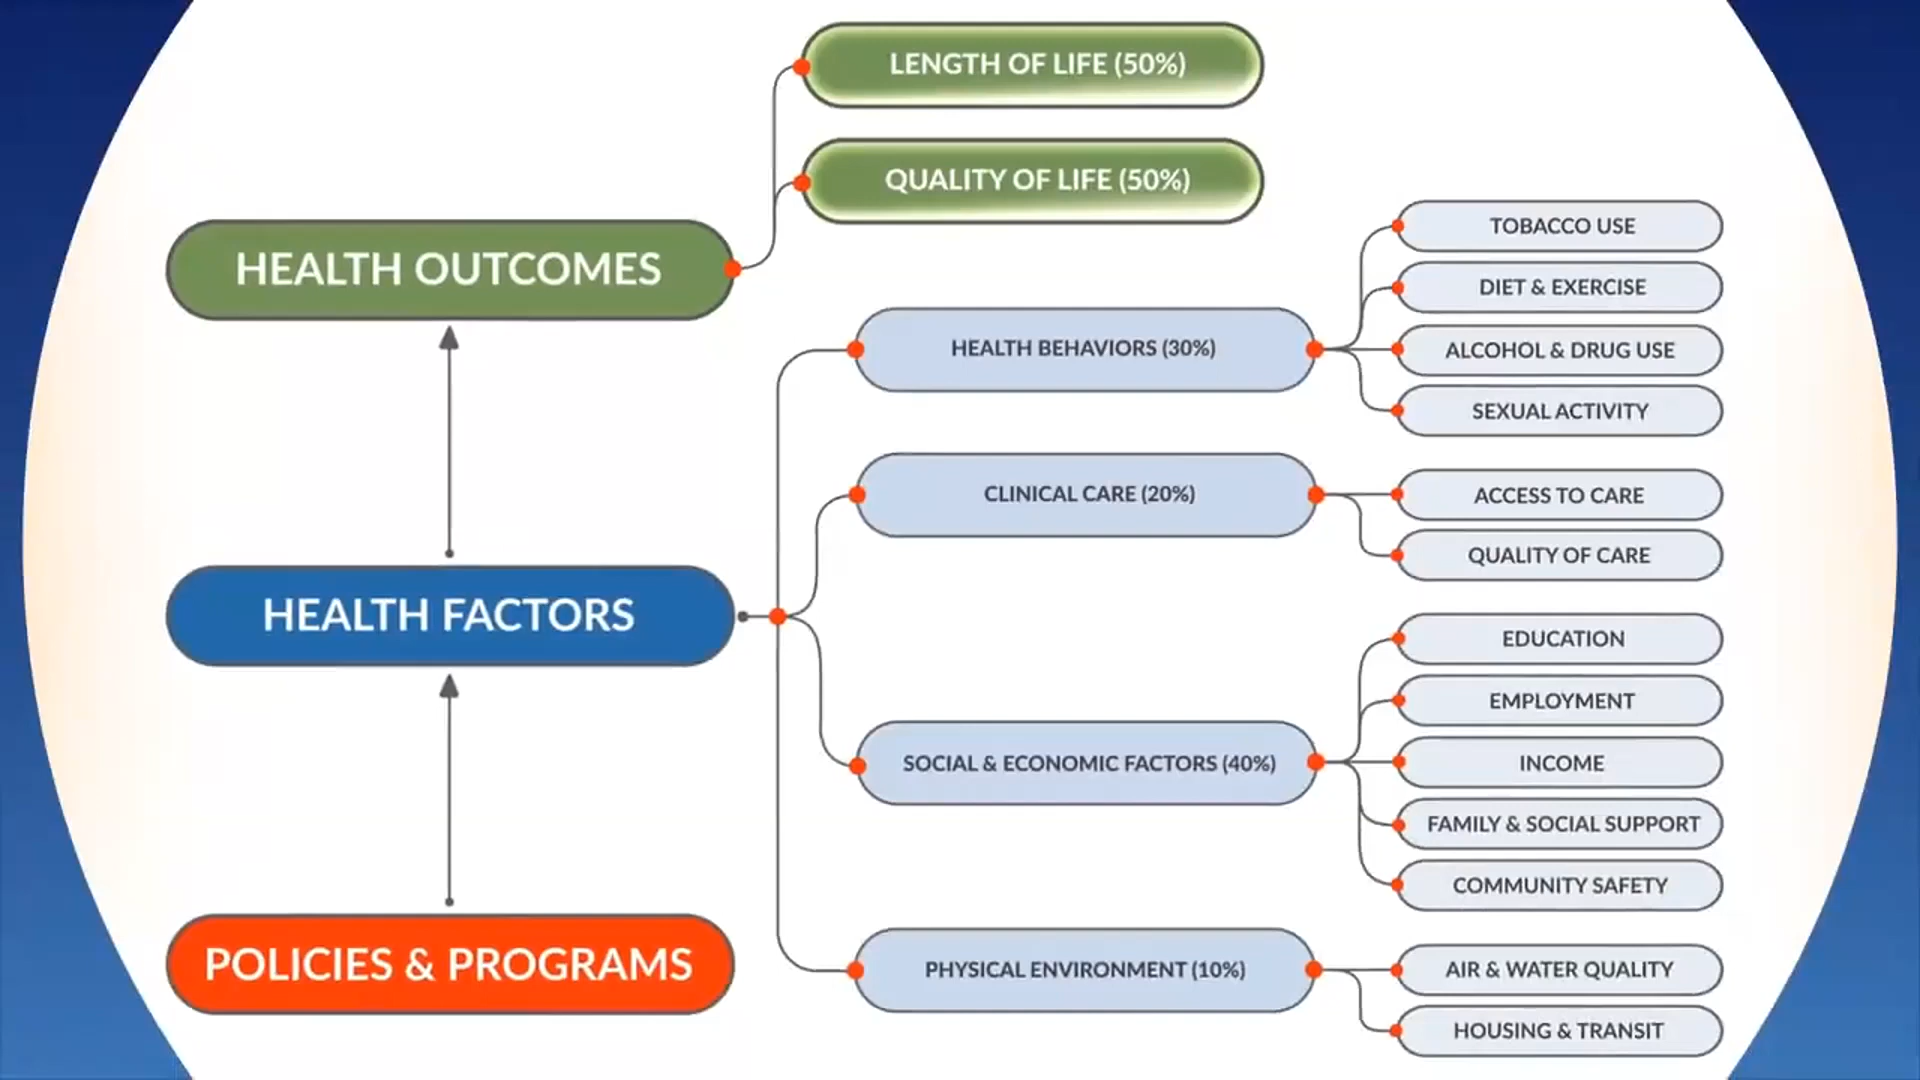 LENGTH OF LIFE (50%)
QUALITY OF LIFE (50%)
HEALTH OUTCOMES
HEALTH FACTORS
POLICIES & PROGRAMS
HEALTH BEHAVIORS (30%)
TOBACCO USE
DIET & EXERCISE
ALCOHOL & DRUG USE
SEXUAL ACTIVITY
CLINICAL CARE (20%)
ACCESS TO CARE
QUALITY OF CARE
SOCIAL & ECONOMIC FACTORS (40%)
EDUCATION
EMPLOYMENT
INCOME
FAMILY & SOCIAL SUPPORT
COMMUNITY SAFETY
PHYSICAL ENVIRONMENT (10%)
AIR & WATER QUALITY
HOUSING & TRANSIT